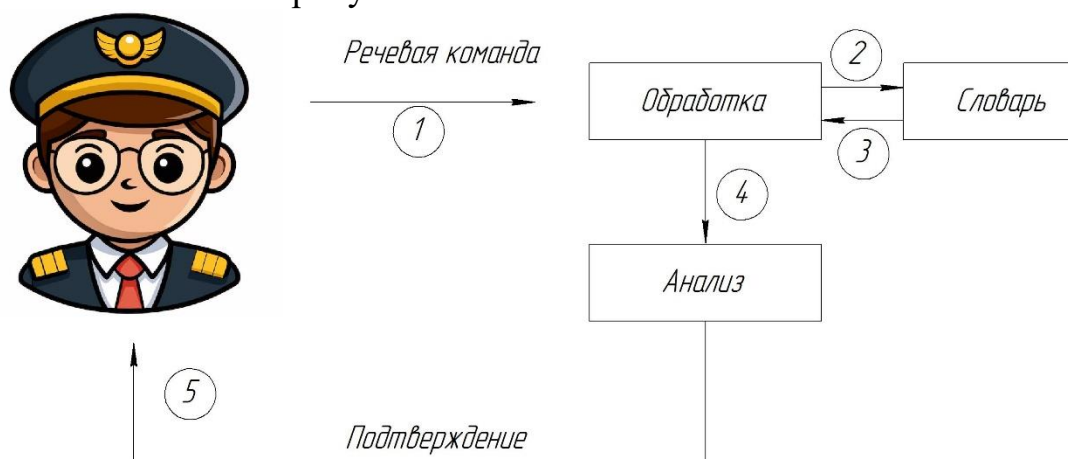 Речевая команда
1
Обработка
2
Словарь
3
4
Анализ
5
Подтверждение